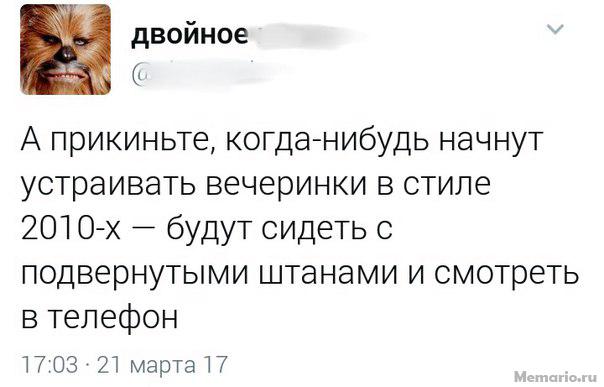 двойное
@
А прикиньте, когда-нибудь начнут
устраивать вечеринки в стиле
2010-х — будут сидеть с
подвернутыми штанами и смотреть
в телефон
17:03 · 21 марта 17
Memario.ru